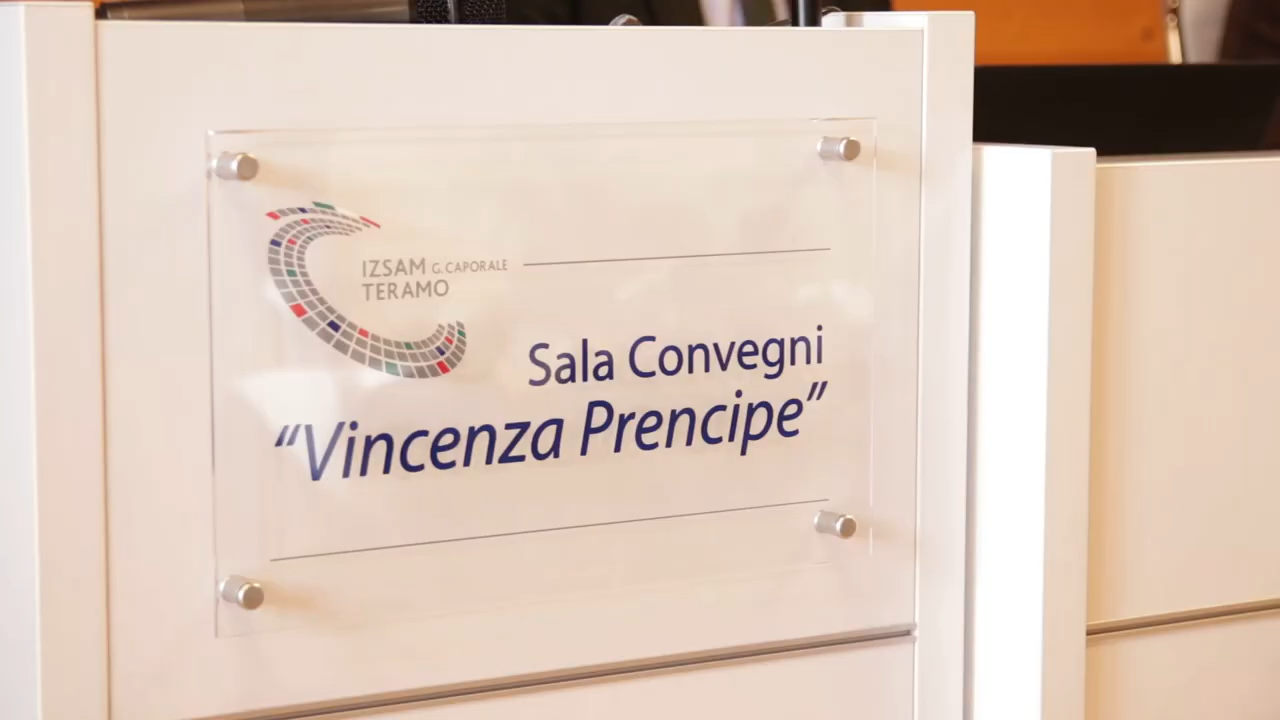 IZSAM G. CAPORALE
TERAMO
Sala Convegni
“Vincenza Prencipe”